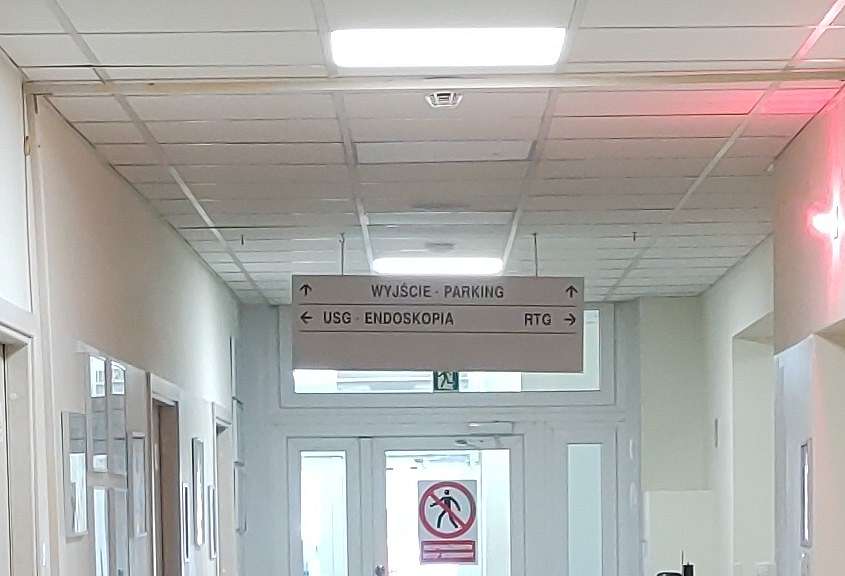 ↑ WYJŚCIE · PARKING ↑
← USG · ENDOSKOPIA RTG →